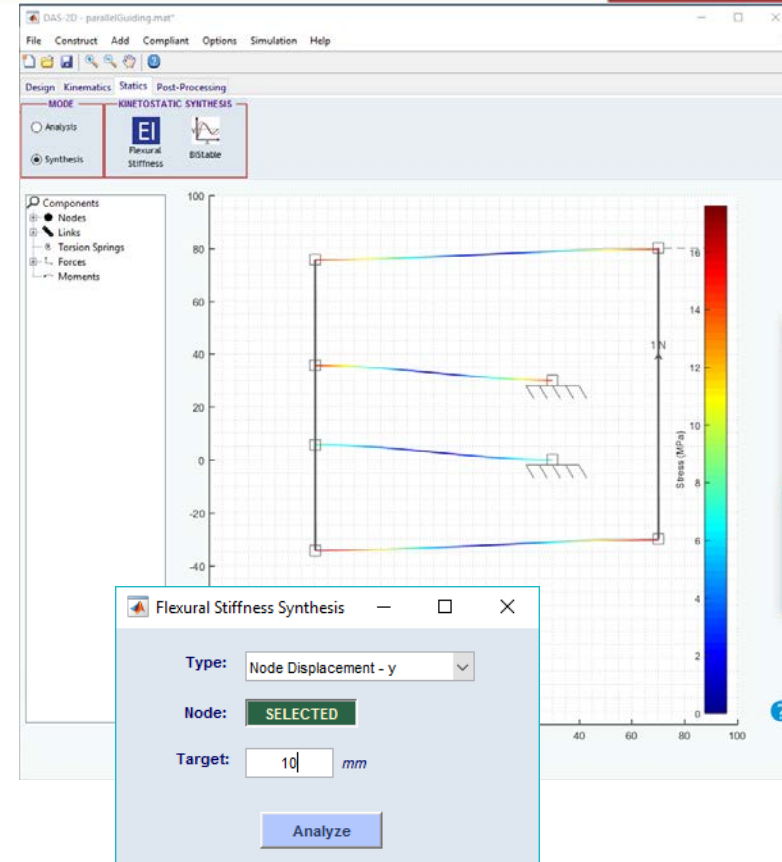 DAS-2D - parallelGuiding.mat*
File Construct Add Compliant Options Simulation Help
Design Kinematics Statics Post-Processing
MODE
KINETOSTATIC SYNTHESIS
Analysis
Synthesis
EI
Flexural
Stiffness
BiStable
Components
Nodes
Links
Torsion Springs
Forces
Moments
100
80
60
40
20
0
-20
-40
40 60 80 100
1 N
16
14
12
10
8
6
4
2
0
Stress (MPa)
Flexural Stiffness Synthesis
Type: Node Displacement - y
Node: SELECTED
Target: 10 mm
Analyze